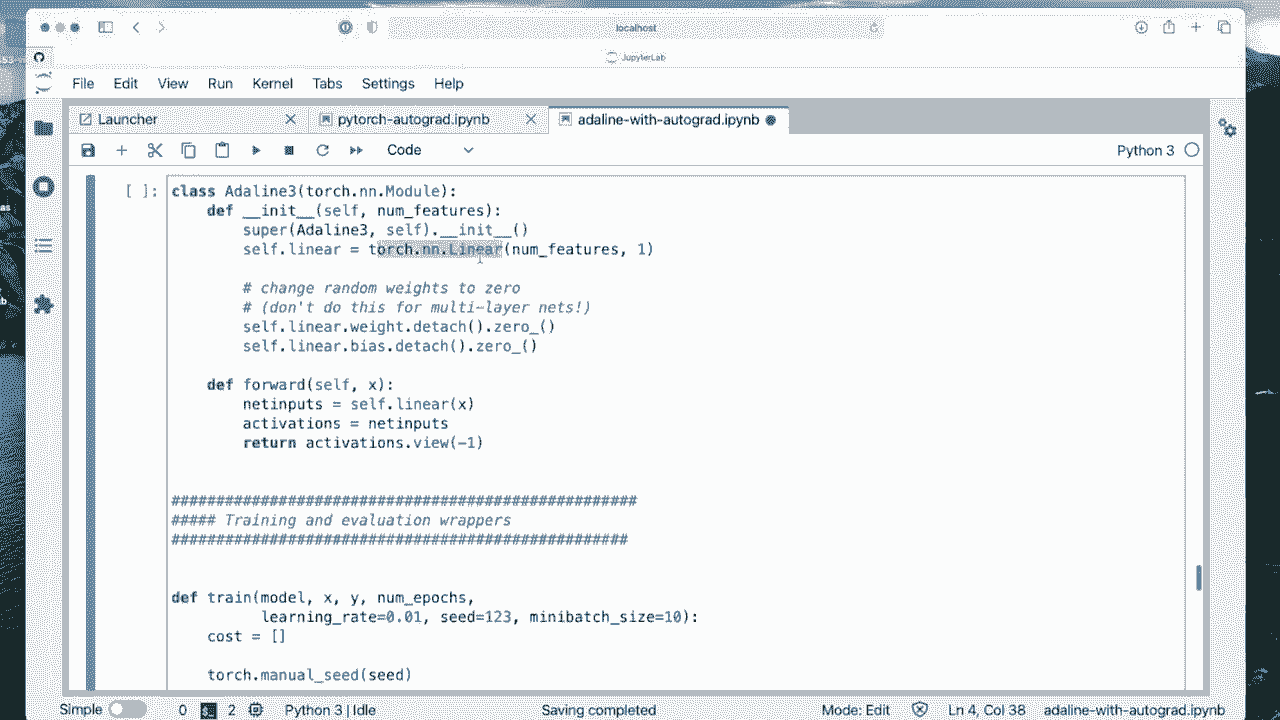 localhost
JupyterLab
File Edit View Run Kernel Tabs Settings Help
Launcher pytorch-autograd.ipynb adaline-with-autograd.ipynb
Code Python 3
[ ]: class Adaline3(torch.nn.Module):
def __init__(self, num_features):
super(Adaline3, self).__init__()
self.linear = torch.nn.Linear(num_features, 1)
# change random weights to zero
# (don't do this for multi-layer nets!)
self.linear.weight.detach().zero_()
self.linear.bias.detach().zero_()
def forward(self, x):
netinputs = self.linear(x)
activations = netinputs
return activations.view(-1)
####################################################
##### Training and evaluation wrappers
###################################################
def train(model, x, y, num_epochs,
learning_rate=0.01, seed=123, minibatch_size=10):
cost = []
torch.manual_seed(seed)
Simple 0 2 Python 3 | Idle Saving completed Mode: Edit Ln 4, Col 38 adaline-with-autograd.ipynb